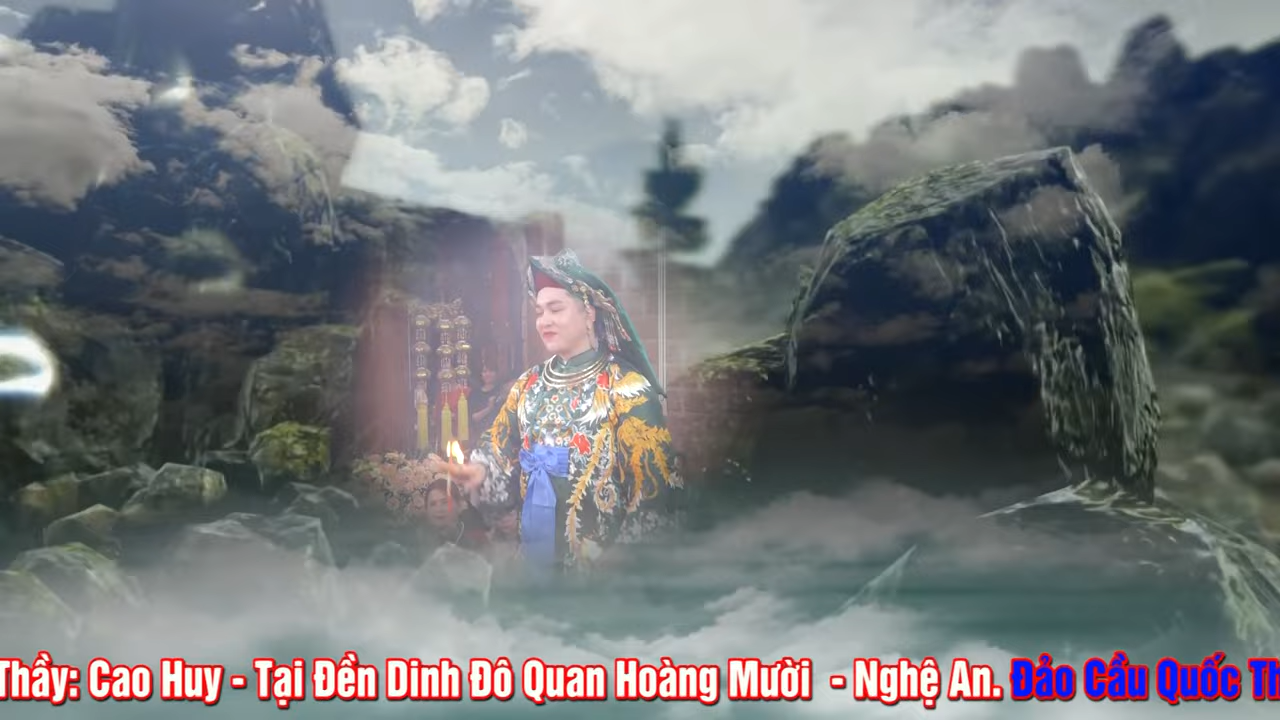 Thầy: Cao Huy - Tại Đền Dinh Đô Quan Hoàng Mười - Nghệ An. Đảo Cầu Quốc